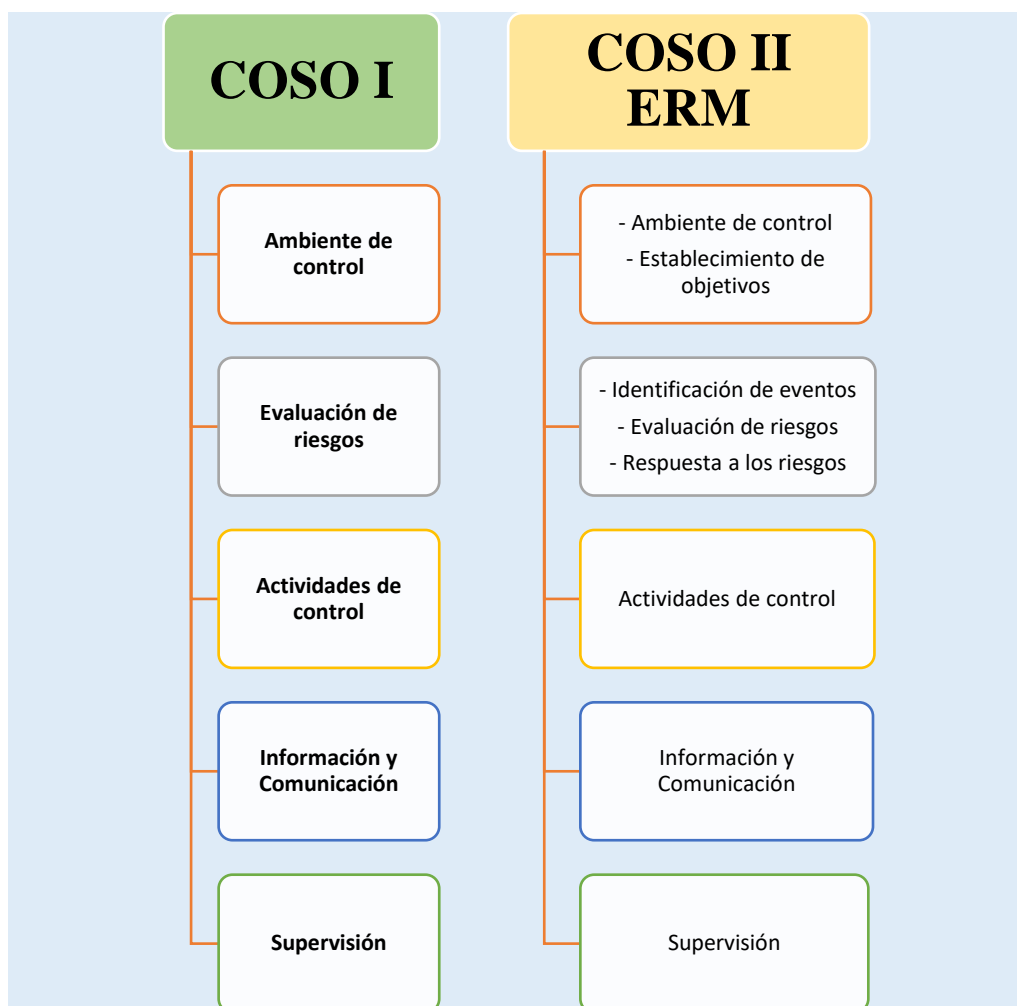 COSO I
Ambiente de
control
Evaluación de
riesgos
Actividades de
control
Información y
Comunicación
Supervisión
COSO II
ERM
- Ambiente de control
- Establecimiento de
objetivos
- Identificación de eventos
- Evaluación de riesgos
- Respuesta a los riesgos
Actividades de control
Información y
Comunicación
Supervisión